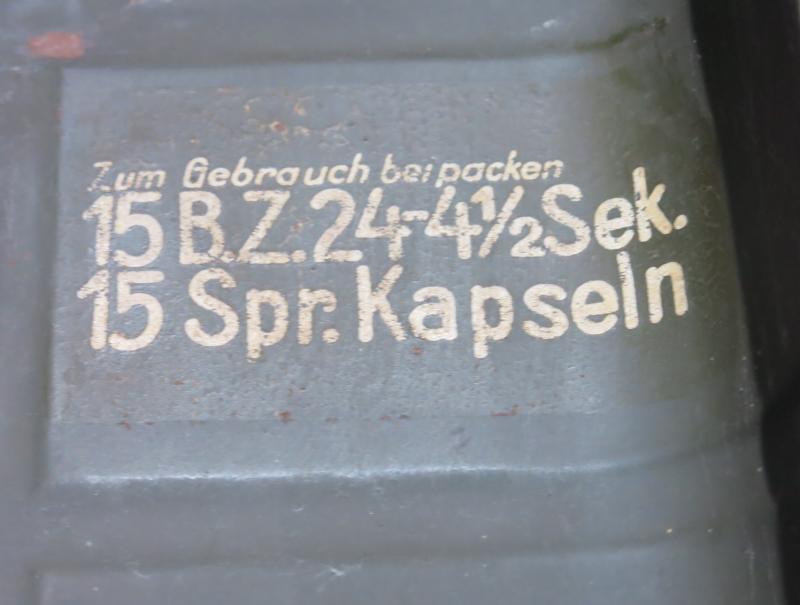 Zum Gebrauch beipacken
15 B.Z.24-4½Sek.
15 Spr.Kapseln